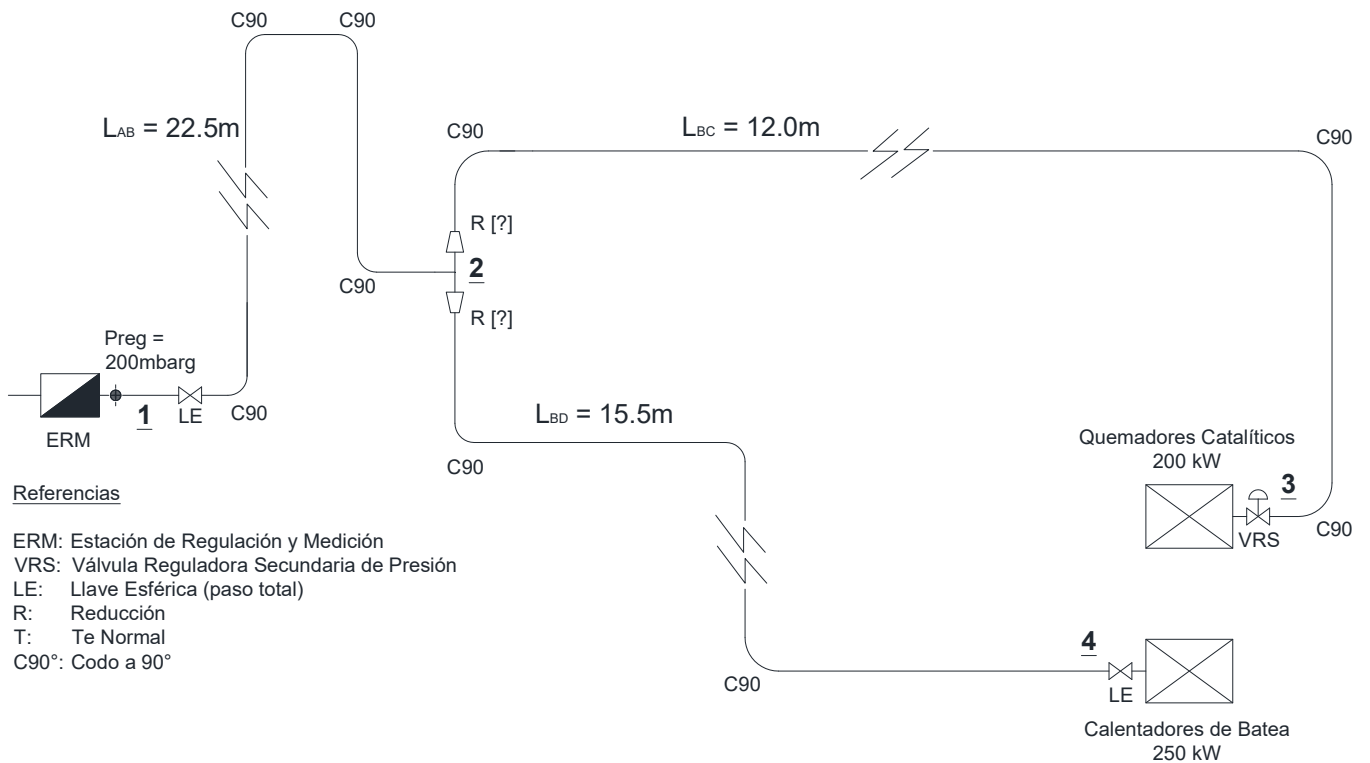 C90
C90
LAB = 22.5m
C90
LBC = 12.0m
C90
R [?]
2
C90
R [?]
Preg =
200mbarg
1
LE
C90
ERM
LBD = 15.5m
C90
Quemadores Catalíticos
200 kW
3
VRS
C90
Referencias
ERM: Estación de Regulación y Medición
VRS: Válvula Reguladora Secundaria de Presión
LE: Llave Esférica (paso total)
R: Reducción
T: Te Normal
C90°: Codo a 90°
4
C90
LE
Calentadores de Batea
250 kW